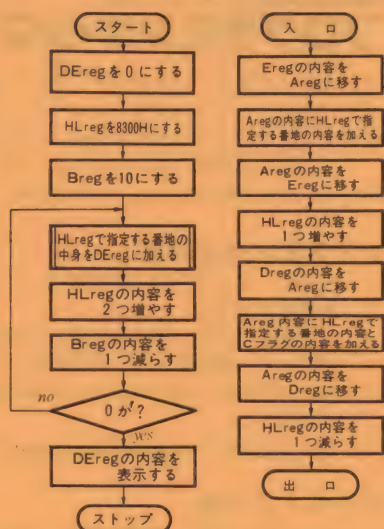 スタート
DEregを0にする
HLregを8300Hにする
Bregを10にする
HLregで指定する番地の
中身をDEregに加える
HLregの内容を
2つ増やす
Bregの内容を
1つ減らす
no
0か?
yes
DEregの内容を
表示する
ストップ
入 口
Eregの内容を
Aregに移す
Aregの内容にHLregで指
定する番地の内容を加える
Aregの内容を
Eregに移す
HLregの内容を
1つ増やす
Dregの内容を
Aregに移す
Areg内容にHLregで
指定する番地の内容と
Cフラグの内容を加える
Aregの内容を
Dregに移す
HLregの内容を
1つ減らす
出 口